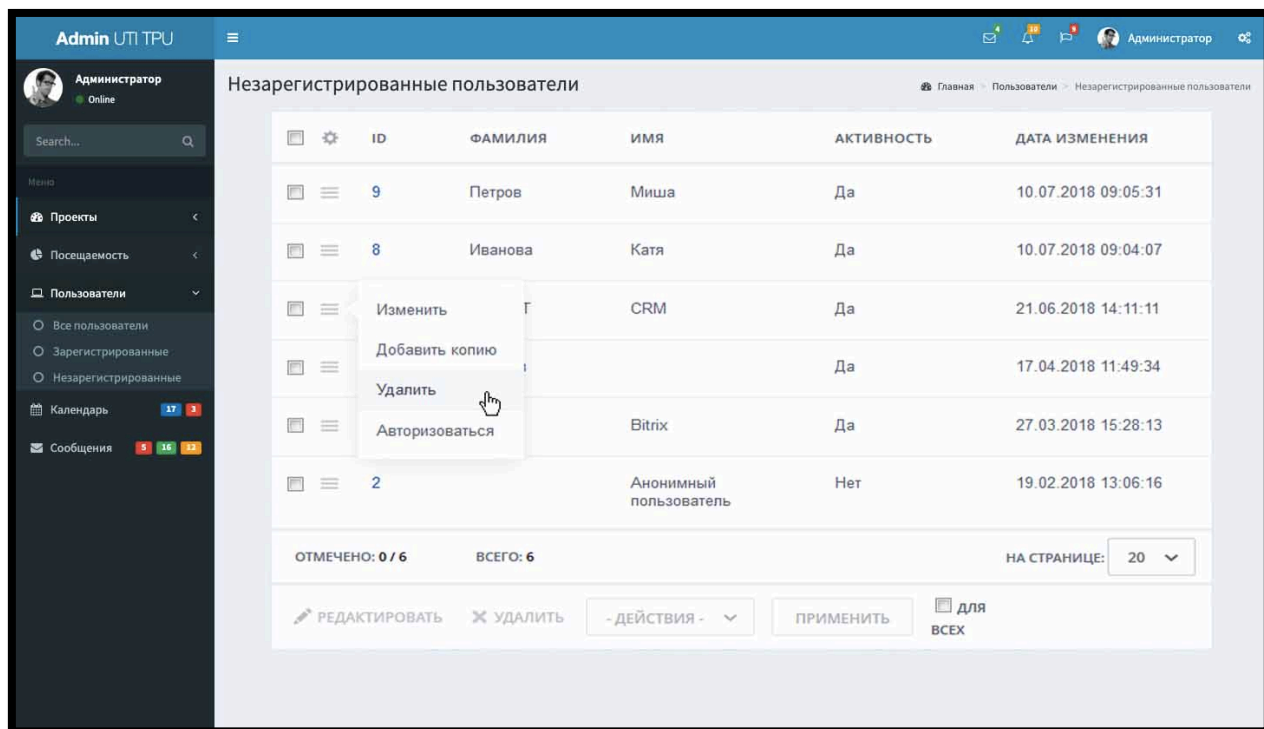 Admin UTI TPU
4
10
9
Администратор
Администратор
Online
Search...
Меню
Проекты
Посещаемость
Пользователи
Все пользователи
Зарегистрированные
Незарегистрированные
Календарь 17 3
Сообщения 5 16 12
Незарегистрированные пользователи
Главная > Пользователи > Незарегистрированные пользователи
ID ФАМИЛИЯ ИМЯ АКТИВНОСТЬ ДАТА ИЗМЕНЕНИЯ
9 Петров Миша Да 10.07.2018 09:05:31
8 Иванова Катя Да 10.07.2018 09:04:07
CRM Да 21.06.2018 14:11:11
Да 17.04.2018 11:49:34
Bitrix Да 27.03.2018 15:28:13
2 Анонимный Нет 19.02.2018 13:06:16
пользователь
Изменить
Добавить копию
Удалить
Авторизоваться
ОТМЕЧЕНО: 0 / 6 ВСЕГО: 6 НА СТРАНИЦЕ: 20
РЕДАКТИРОВАТЬ УДАЛИТЬ - ДЕЙСТВИЯ - ПРИМЕНИТЬ ДЛЯ
ВСЕХ